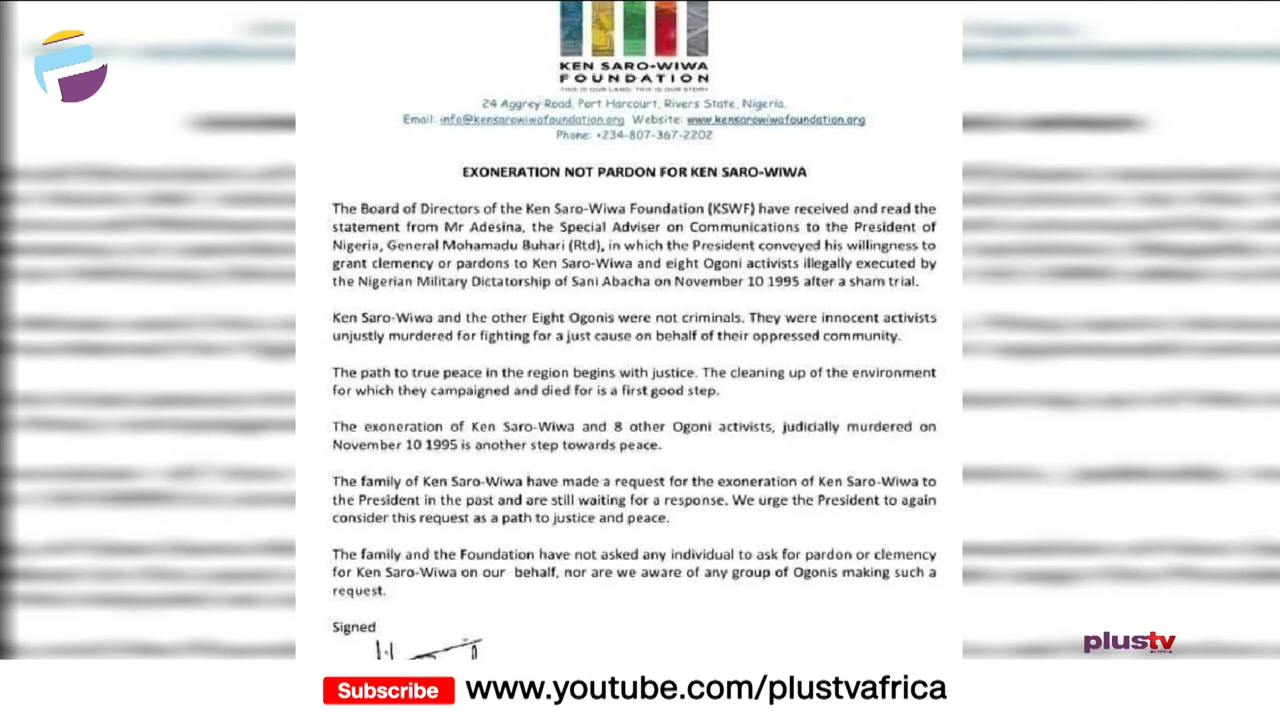 KEN SARO-WIWA
FOUNDATION
THIS IS OUR LAND, THIS IS OUR STORY
24 Aggrey Road, Port Harcourt, Rivers State, Nigeria.
Email: info@kensarowiwafoundation.org Website: www.kensarowiwafoundation.org
Phone: +234-807-367-2202
EXONERATION NOT PARDON FOR KEN SARO-WIWA
The Board of Directors of the Ken Saro-Wiwa Foundation (KSWF) have received and read the
statement from Mr Adesina, the Special Adviser on Communications to the President of
Nigeria, General Mohamadu Buhari (Rtd), in which the President conveyed his willingness to
grant clemency or pardons to Ken Saro-Wiwa and eight Ogoni activists illegally executed by
the Nigerian Military Dictatorship of Sani Abacha on November 10 1995 after a sham trial.
Ken Saro-Wiwa and the other Eight Ogonis were not criminals. They were innocent activists
unjustly murdered for fighting for a just cause on behalf of their oppressed community.
The path to true peace in the region begins with justice. The cleaning up of the environment
for which they campaigned and died for is a first good step.
The exoneration of Ken Saro-Wiwa and 8 other Ogoni activists, judicially murdered on
November 10 1995 is another step towards peace.
The family of Ken Saro-Wiwa have made a request for the exoneration of Ken Saro-Wiwa to
the President in the past and are still waiting for a response. We urge the President to again
consider this request as a path to justice and peace.
The family and the Foundation have not asked any individual to ask for pardon or clemency
for Ken Saro-Wiwa on our behalf, nor are we aware of any group of Ogonis making such a
request.
Signed
plustv
Subscribe www.youtube.com/plustvafrica